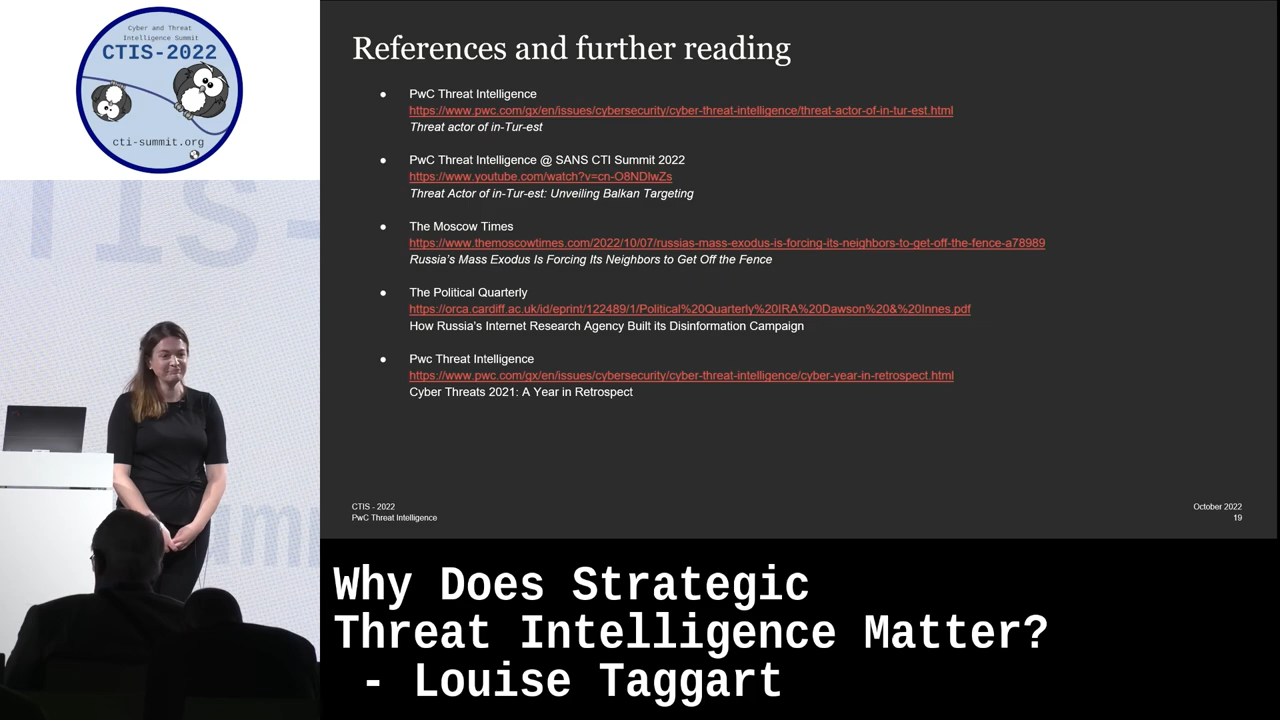 Cyber and Threat
Intelligence Summit
CTIS-2022
cti-summit.org
References and further reading
● PwC Threat Intelligence
https://www.pwc.com/gx/en/issues/cybersecurity/cyber-threat-intelligence/threat-actor-of-in-tur-est.html
Threat actor of in-Tur-est
● PwC Threat Intelligence @ SANS CTI Summit 2022
https://www.youtube.com/watch?v=cn-O8NDlwZs
Threat Actor of in-Tur-est: Unveiling Balkan Targeting
● The Moscow Times
https://www.themoscowtimes.com/2022/10/07/russias-mass-exodus-is-forcing-its-neighbors-to-get-off-the-fence-a78989
Russia's Mass Exodus Is Forcing Its Neighbors to Get Off the Fence
● The Political Quarterly
https://orca.cardiff.ac.uk/id/eprint/122489/1/Political%20Quarterly%20IRA%20Dawson%20&%20Innes.pdf
How Russia's Internet Research Agency Built its Disinformation Campaign
● Pwc Threat Intelligence
https://www.pwc.com/gx/en/issues/cybersecurity/cyber-threat-intelligence/cyber-year-in-retrospect.html
Cyber Threats 2021: A Year in Retrospect
CTIS - 2022
PwC Threat Intelligence
October 2022
19
Why Does Strategic
Threat Intelligence Matter?
- Louise Taggart